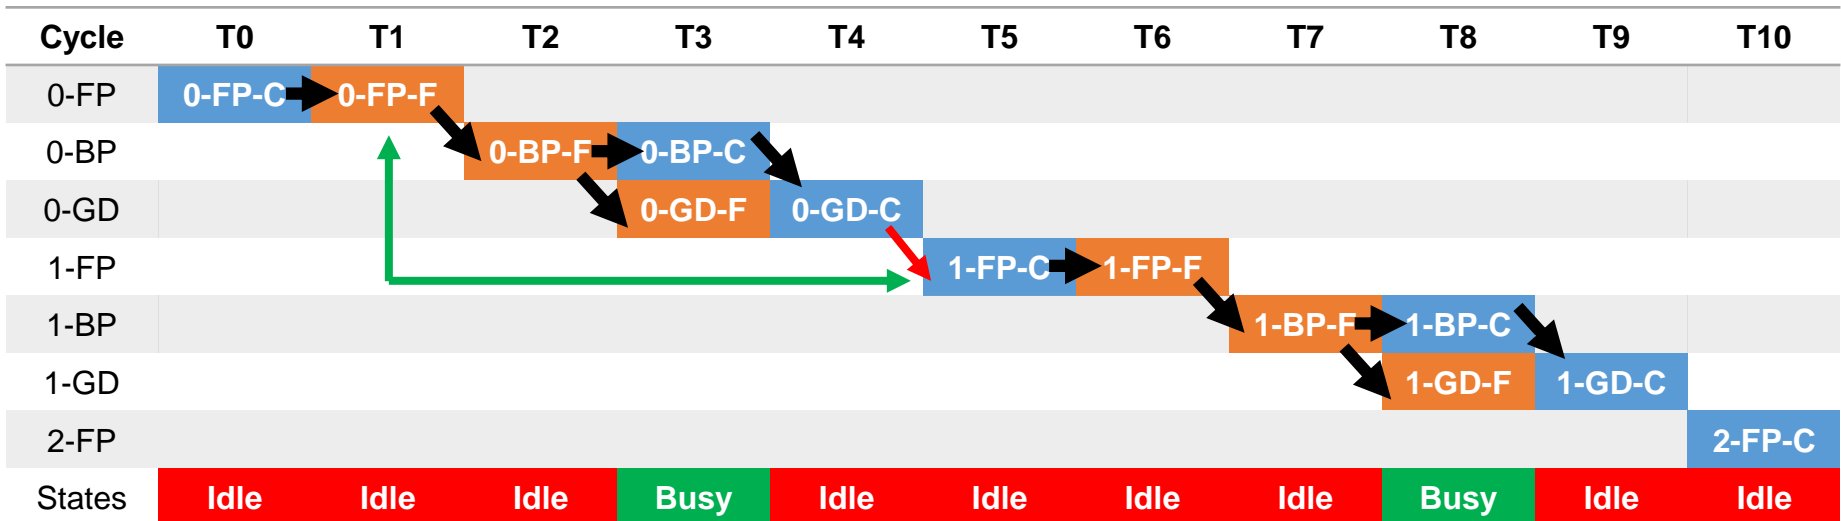 Cycle T0 T1 T2 T3 T4 T5 T6 T7 T8 T9 T10
0-FP 0-FP-C 0-FP-F
0-BP 0-BP-F 0-BP-C
0-GD 0-GD-F 0-GD-C
1-FP 1-FP-C 1-FP-F
1-BP 1-BP-F 1-BP-C
1-GD 1-GD-F 1-GD-C
2-FP 2-FP-C
States Idle Idle Idle Busy Idle Idle Idle Idle Busy Idle Idle